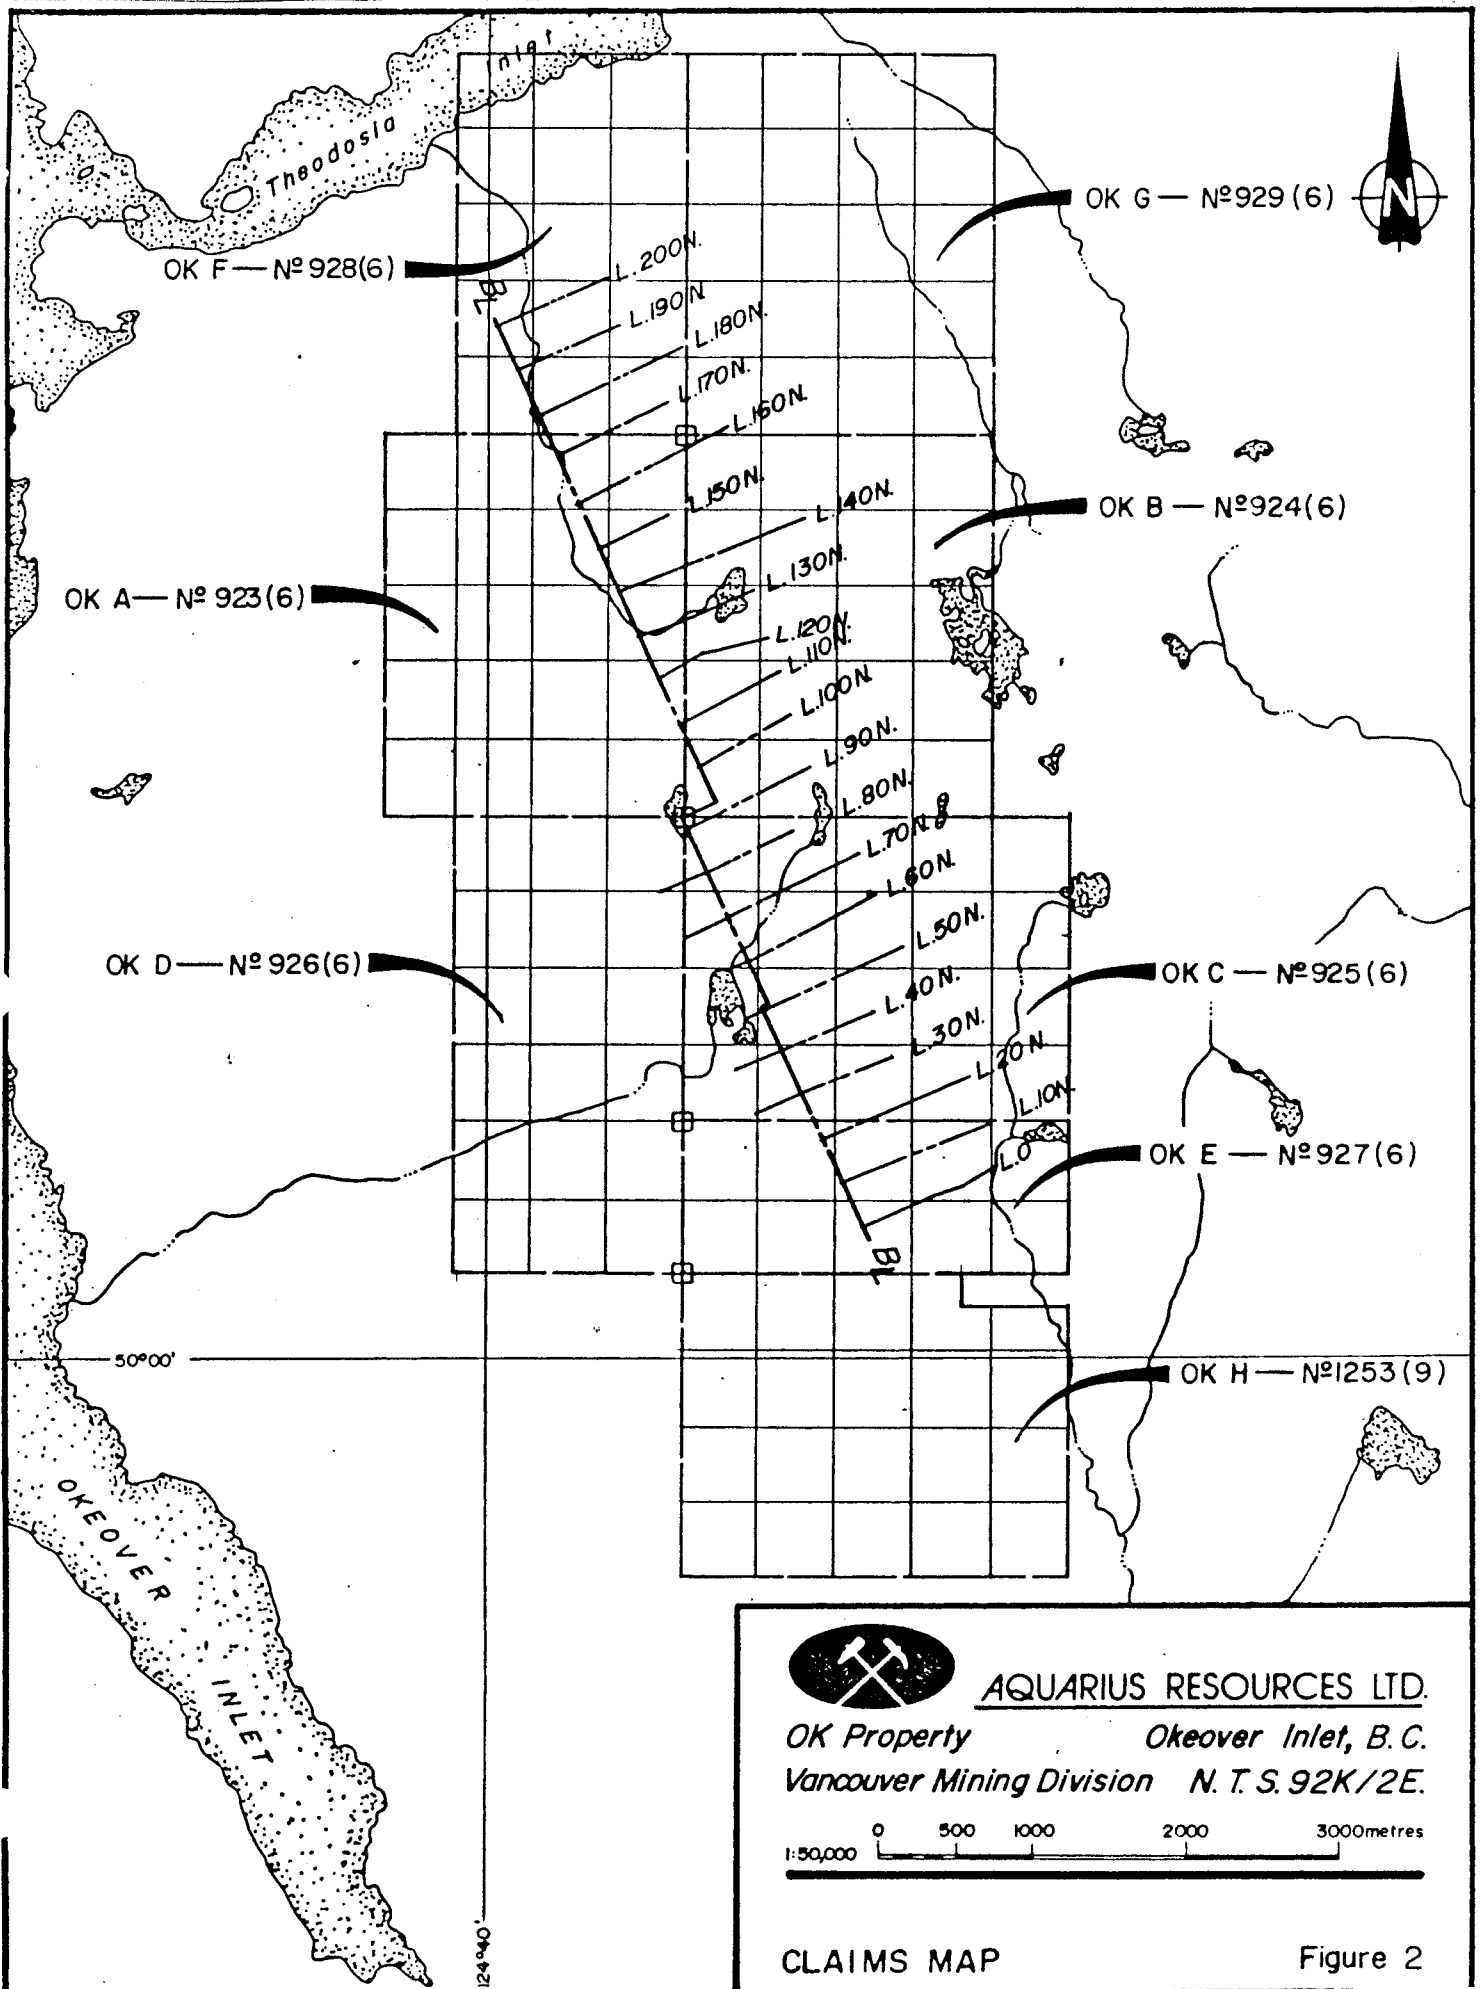 Theodosia Inlet
N
OK G — Nº 929 (6)
OK F — Nº 928(6)
BL
L. 200N.
L. 190N
L. 180N.
L. 170N.
L. 160N.
L. 150N.
L. 140N.
L. 130N.
L. 120N.
L. 110N.
L. 100N.
L. 90N.
L. 80N.
L. 70N.
L. 60N.
L. 50N.
L. 40N.
L. 30N.
L. 20N
L. 10N.
L. 0
BL
OK B — Nº 924(6)
OK A — Nº 923(6)
OK D — Nº 926(6)
OK C — Nº 925(6)
OK E — Nº 927(6)
50°00'
OK H — Nº 1253(9)
OKEOVER INLET
124°40'
AQUARIUS RESOURCES LTD.
OK Property Okeover Inlet, B.C.
Vancouver Mining Division N.T.S. 92K/2E.
0 500 1000 2000 3000metres
1:50,000
CLAIMS MAP Figure 2